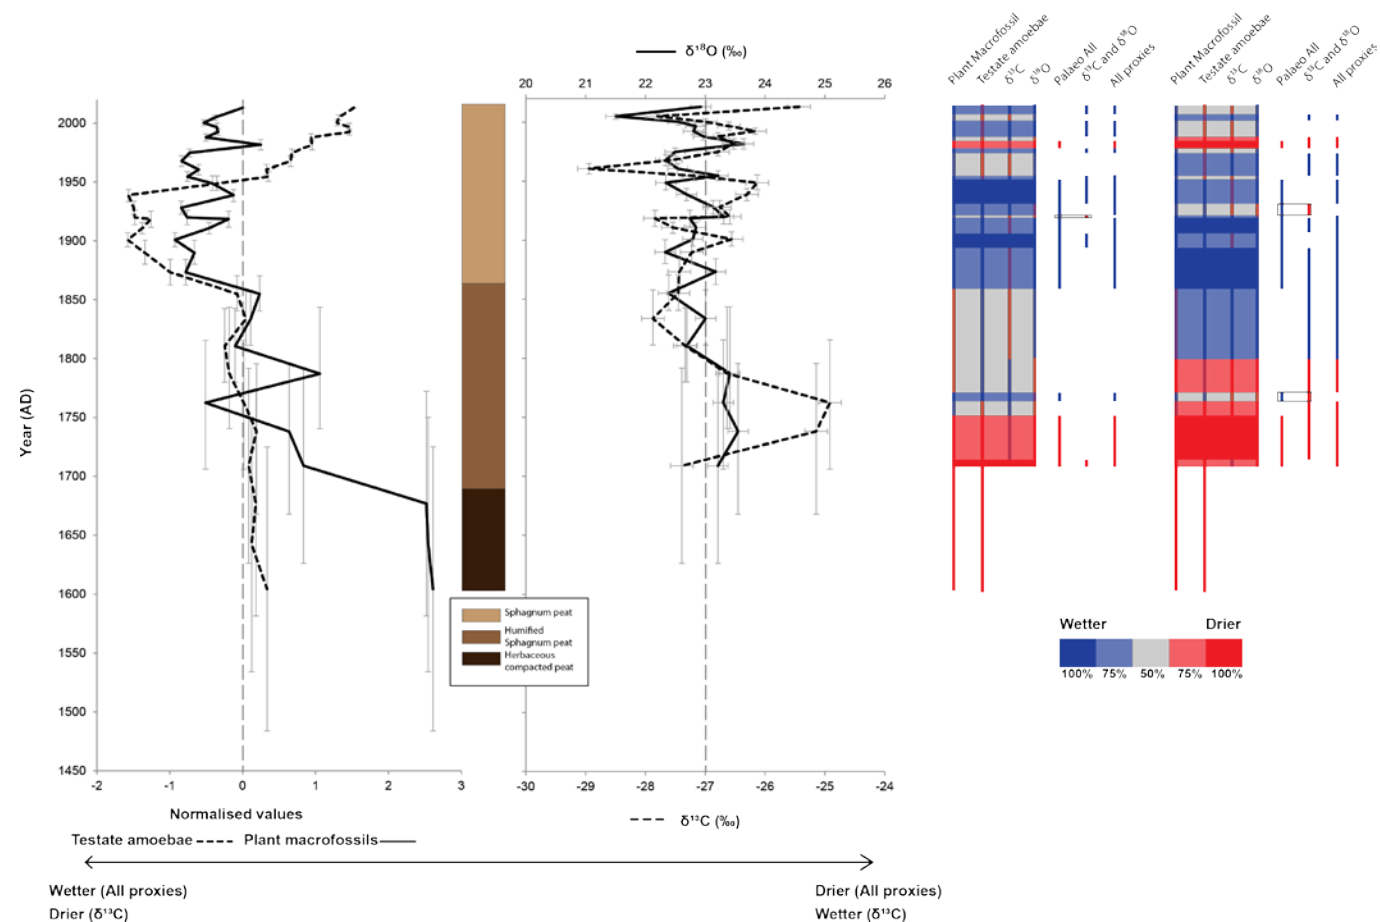 δ¹⁸O (‰)
20 21 22 23 24 25 26
Plant Macrofossil
Testate amoebae
δ¹³C
δ¹⁸O
Palaeo All
δ¹³C and δ¹⁸O
All proxies
Plant Macrofossil
Testate amoebae
δ¹³C
δ¹⁸O
Palaeo All
δ¹³C and δ¹⁸O
All proxies
Year (AD)
2000
1950
1900
1850
1800
1750
1700
1650
1600
1550
1500
1450
-2 -1 0 1 2 3
Normalised values
Testate amoebae Plant macrofossils
Sphagnum peat
Humified
Sphagnum peat
Herbaceous
compacted peat
-30 -29 -28 -27 -26 -25 -24
δ¹³C (‰)
Wetter Drier
100% 75% 50% 75% 100%
Wetter (All proxies)
Drier (δ¹³C)
Drier (All proxies)
Wetter (δ¹³C)